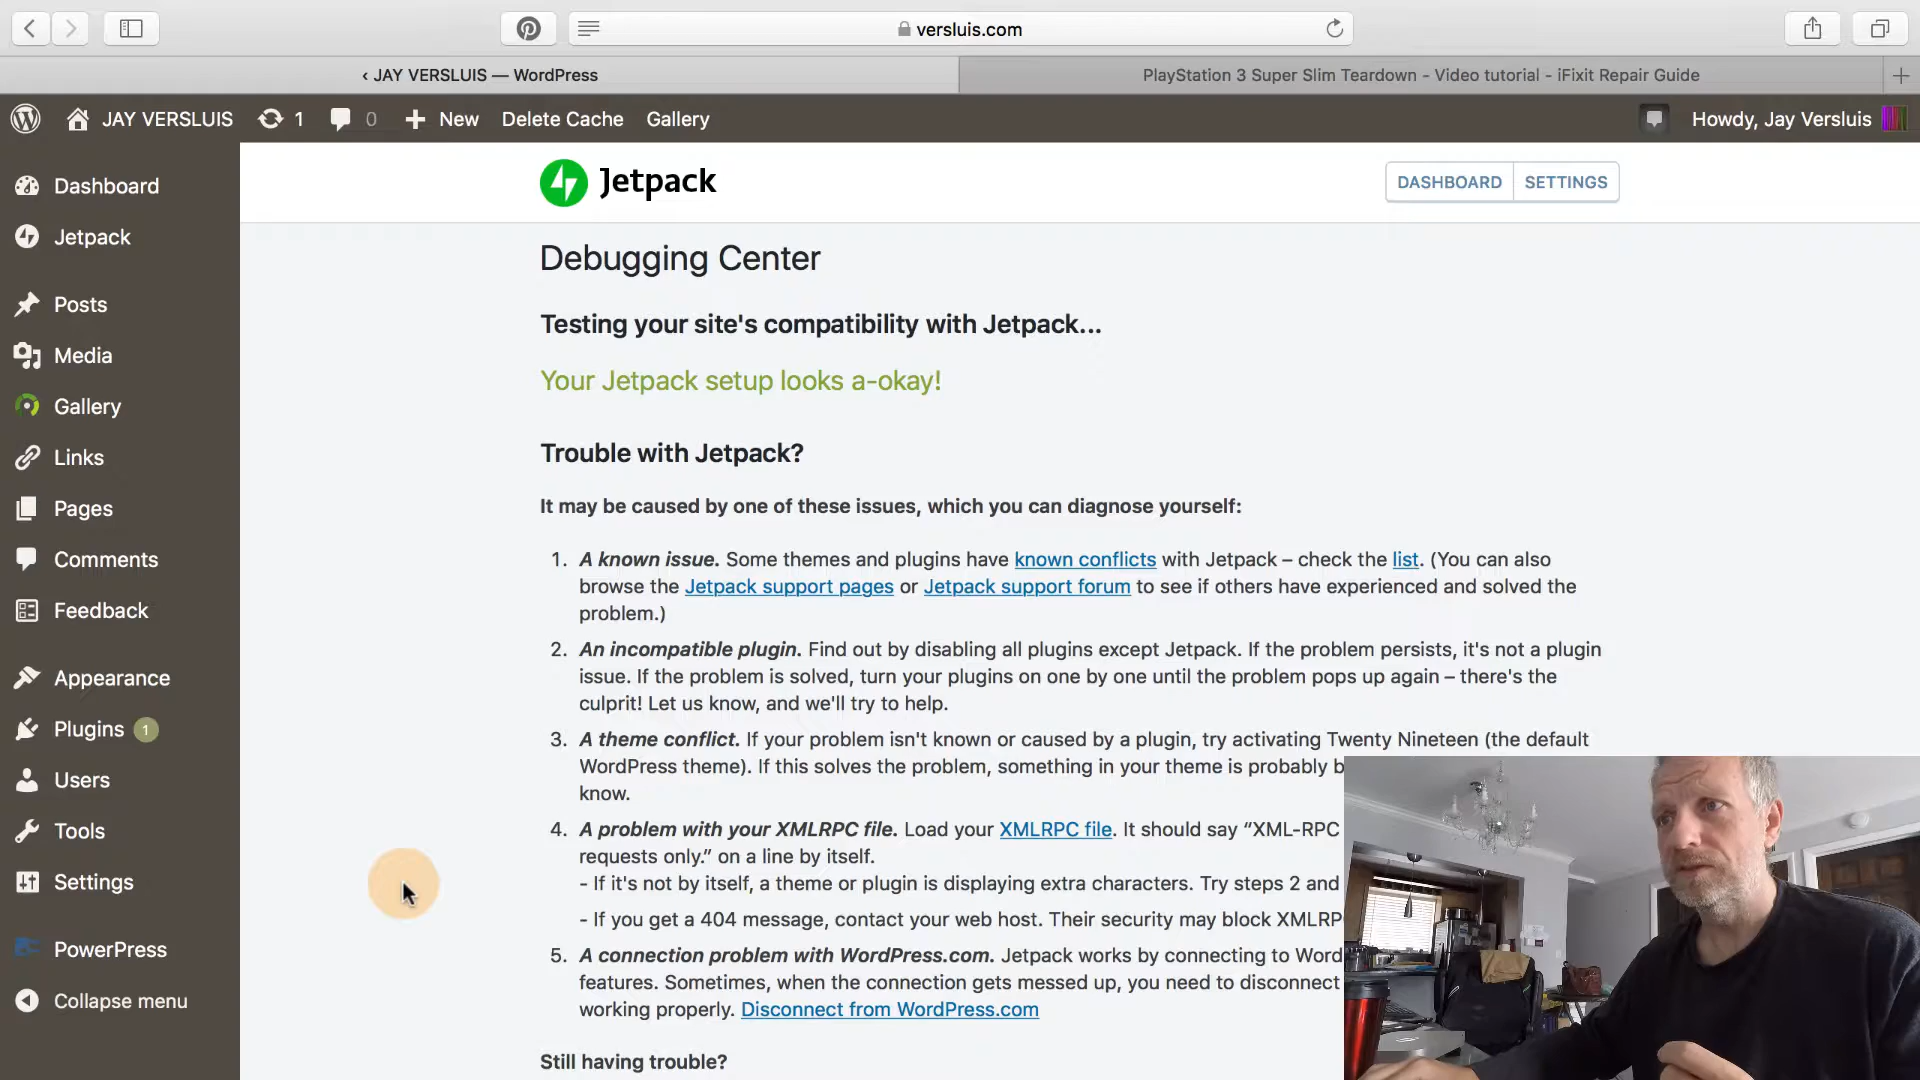 versluis.com
‹ JAY VERSLUIS — WordPress
PlayStation 3 Super Slim Teardown - Video tutorial - iFixit Repair Guide
JAY VERSLUIS 1 0 New Delete Cache Gallery
Howdy, Jay Versluis
Dashboard
Jetpack
Posts
Media
Gallery
Links
Pages
Comments
Feedback
Appearance
Plugins 1
Users
Tools
Settings
PowerPress
Collapse menu
Jetpack
DASHBOARD SETTINGS
Debugging Center
Testing your site's compatibility with Jetpack...
Your Jetpack setup looks a-okay!
Trouble with Jetpack?
It may be caused by one of these issues, which you can diagnose yourself:
1. A known issue. Some themes and plugins have known conflicts with Jetpack – check the list. (You can also
browse the Jetpack support pages or Jetpack support forum to see if others have experienced and solved the
problem.)
2. An incompatible plugin. Find out by disabling all plugins except Jetpack. If the problem persists, it's not a plugin
issue. If the problem is solved, turn your plugins on one by one until the problem pops up again – there's the
culprit! Let us know, and we'll try to help.
3. A theme conflict. If your problem isn't known or caused by a plugin, try activating Twenty Nineteen (the default
WordPress theme). If this solves the problem, something in your theme is probably b
know.
4. A problem with your XMLRPC file. Load your XMLRPC file. It should say “XML-RPC
requests only.” on a line by itself.
- If it's not by itself, a theme or plugin is displaying extra characters. Try steps 2 and
- If you get a 404 message, contact your web host. Their security may block XMLRP
5. A connection problem with WordPress.com. Jetpack works by connecting to Word
features. Sometimes, when the connection gets messed up, you need to disconnect
working properly. Disconnect from WordPress.com
Still having trouble?